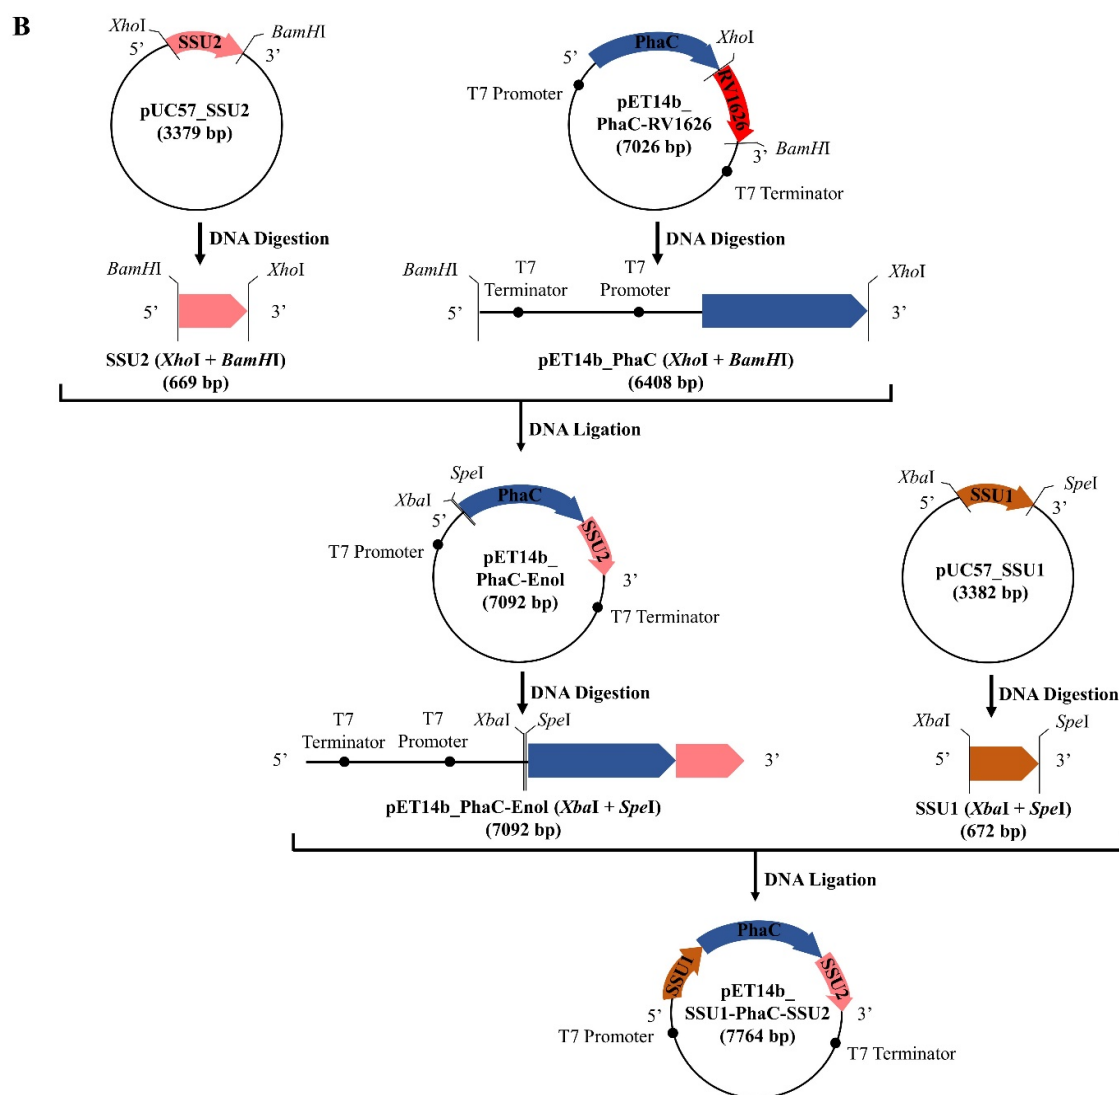 B
XhoI
BamHI
5’
SSU2
3’
pUC57_SSU2
(3379 bp)
DNA Digestion
BamHI
XhoI
5’
3’
SSU2 (XhoI + BamHI)
(669 bp)
XhoI
5’
PhaC
RV1626
T7 Promoter
pET14b_
PhaC-RV1626
(7026 bp)
3’
BamHI
T7 Terminator
DNA Digestion
BamHI
T7
Terminator
T7
Promoter
XhoI
5’
3’
pET14b_PhaC (XhoI + BamHI)
(6408 bp)
DNA Ligation
SpeI
XbaI
5’
PhaC
SSU2
T7 Promoter
pET14b_
PhaC-Enol
(7092 bp)
3’
T7 Terminator
DNA Digestion
T7
Terminator
T7
Promoter
XbaI
SpeI
5’
3’
pET14b_PhaC-Enol (XbaI + SpeI)
(7092 bp)
XbaI
SpeI
5’
SSU1
3’
pUC57_SSU1
(3382 bp)
DNA Digestion
XbaI
SpeI
5’
3’
SSU1 (XbaI + SpeI)
(672 bp)
DNA Ligation
PhaC
SSU1
SSU2
pET14b_
SSU1-PhaC-SSU2
(7764 bp)
5’
3’
T7 Promoter
T7 Terminator